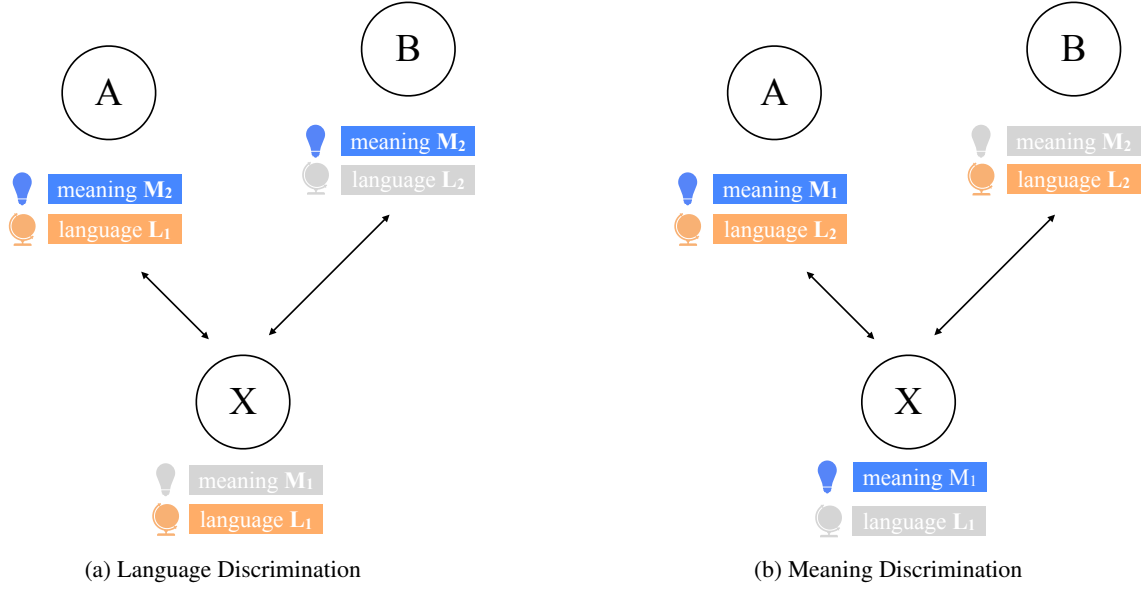 A
B
meaning M₂
language L₁
meaning M₂
language L₂
X
meaning M₁
language L₁
(a) Language Discrimination
A
B
meaning M₁
language L₂
meaning M₂
language L₂
X
meaning M₁
language L₁
(b) Meaning Discrimination